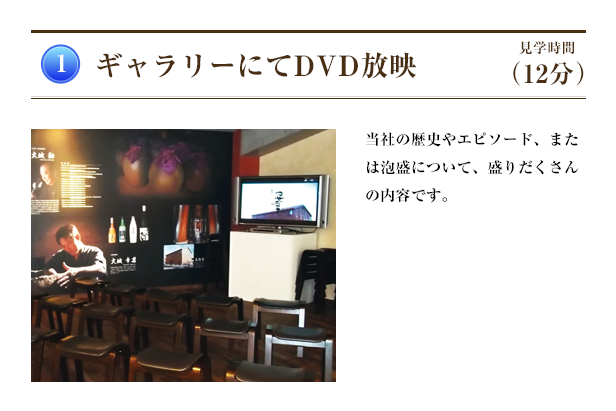 1 ギャラリーにてDVD放映
見学時間
(12分)
当社の歴史やエピソード、また
は泡盛について、盛りだくさん
の内容です。